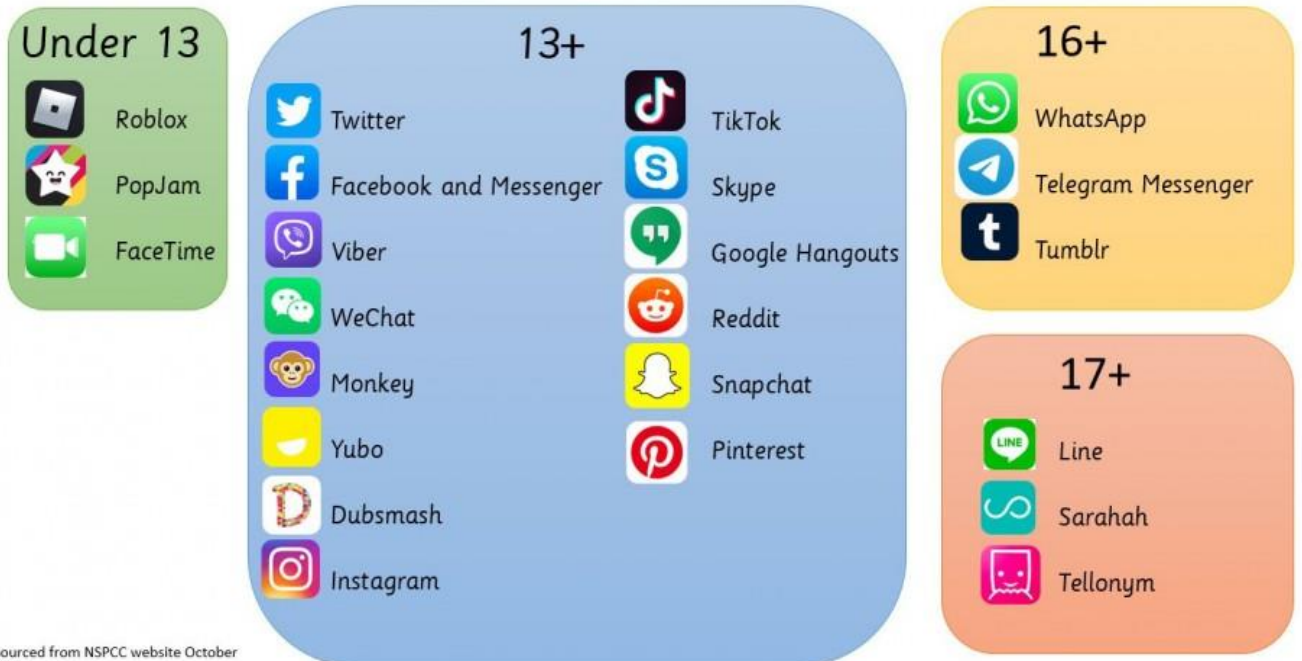 Under 13
Roblox
PopJam
FaceTime
13+
Twitter
Facebook and Messenger
Viber
WeChat
Monkey
Yubo
Dubsmash
Instagram
TikTok
Skype
Google Hangouts
Reddit
Snapchat
Pinterest
16+
WhatsApp
Telegram Messenger
Tumblr
17+
LINE
Line
Sarahah
Tellonym
ourced from NSPCC website October